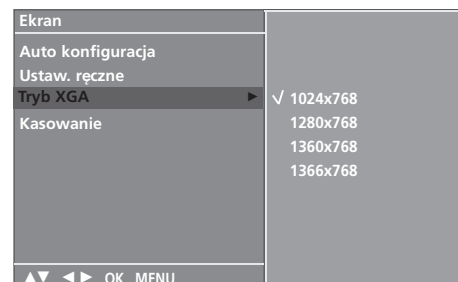 Ekran
Auto konfiguracja
Ustaw. ręczne
Tryb XGA ►
Kasowanie
√ 1024x768
1280x768
1360x768
1366x768
▲▼ ◄► OK MENU